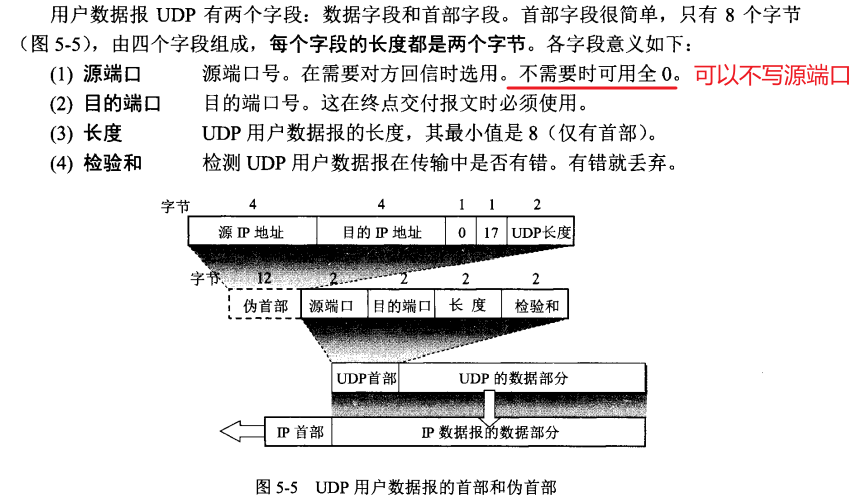 用户数据报 UDP 有两个字段：数据字段和首部字段。首部字段很简单，只有 8 个字节
（图 5-5），由四个字段组成，每个字段的长度都是两个字节。各字段意义如下：
(1) 源端口 源端口号。在需要对方回信时选用。不需要时可用全 0。 可以不写源端口
(2) 目的端口 目的端口号。这在终点交付报文时必须使用。
(3) 长度 UDP 用户数据报的长度，其最小值是 8（仅有首部）。
(4) 检验和 检测 UDP 用户数据报在传输中是否有错。有错就丢弃。
字节 4 4 1 1 2
源 IP 地址 目的 IP 地址 0 17 UDP长度
字节 12 2 2 2 2
伪首部 源端口 目的端口 长 度 检验和
UDP首部 UDP 的数据部分
IP 首部 IP 数据报的数据部分
图 5-5 UDP 用户数据报的首部和伪首部